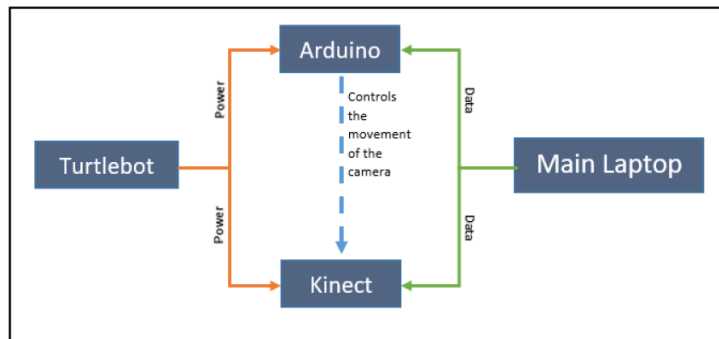 Arduino
Power
Controls
the
movement
of the
camera
Data
Turtlebot
Main Laptop
Power
Data
Kinect